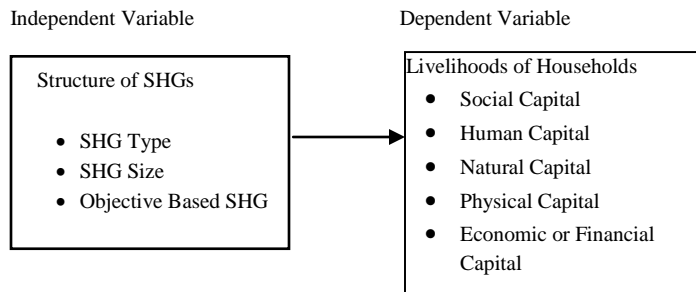 Independent Variable
Dependent Variable
Structure of SHGs
• SHG Type
• SHG Size
• Objective Based SHG
Livelihoods of Households
• Social Capital
• Human Capital
• Natural Capital
• Physical Capital
• Economic or Financial
Capital